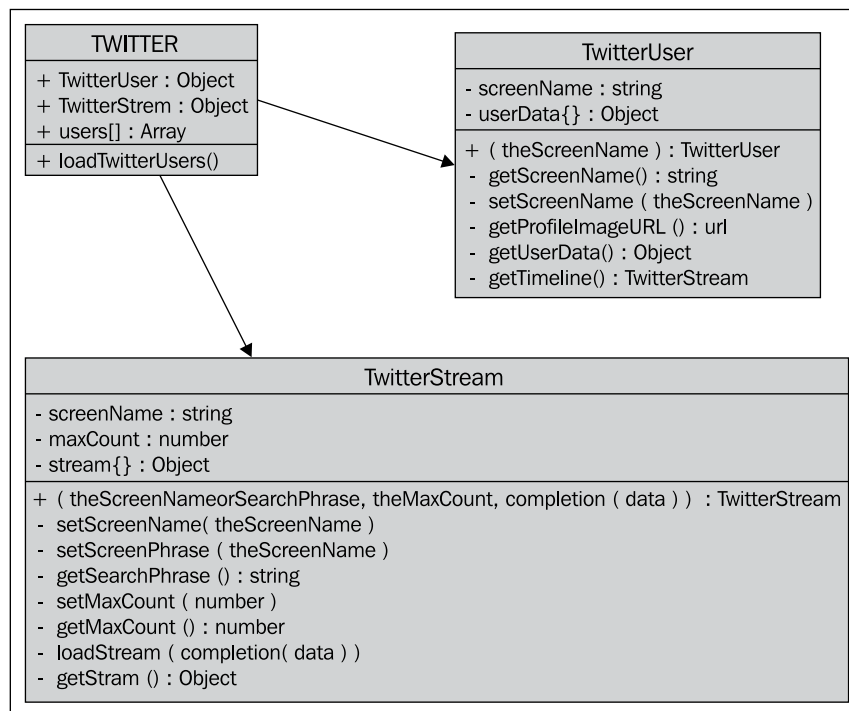 TWITTER
+ TwitterUser : Object
+ TwitterStrem : Object
+ users[] : Array
+ loadTwitterUsers()
TwitterUser
- screenName : string
- userData{} : Object
+ ( theScreenName ) : TwitterUser
- getScreenName() : string
- setScreenName ( theScreenName )
- getProfileImageURL () : url
- getUserData() : Object
- getTimeline() : TwitterStream
TwitterStream
- screenName : string
- maxCount : number
- stream{} : Object
+ ( theScreenNameorSearchPhrase, theMaxCount, completion ( data ) ) : TwitterStream
- setScreenName( theScreenName )
- setScreenPhrase ( theScreenName )
- getSearchPhrase () : string
- setMaxCount ( number )
- getMaxCount () : number
- loadStream ( completion( data ) )
- getStram () : Object